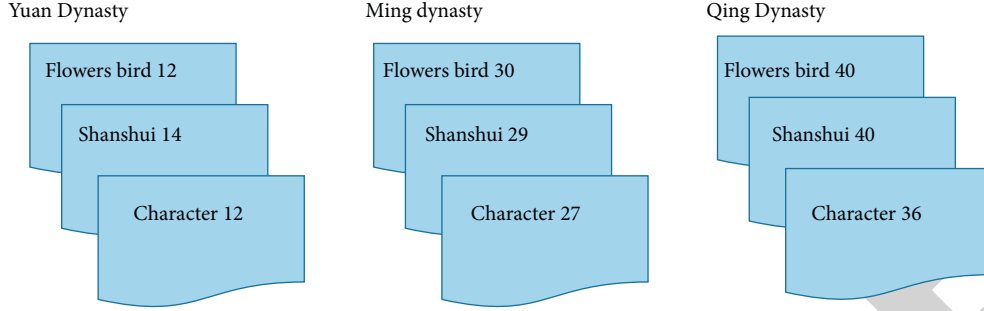 Yuan Dynasty
Flowers bird 12
Shanshui 14
Character 12
Ming dynasty
Flowers bird 30
Shanshui 29
Character 27
Qing Dynasty
Flowers bird 40
Shanshui 40
Character 36